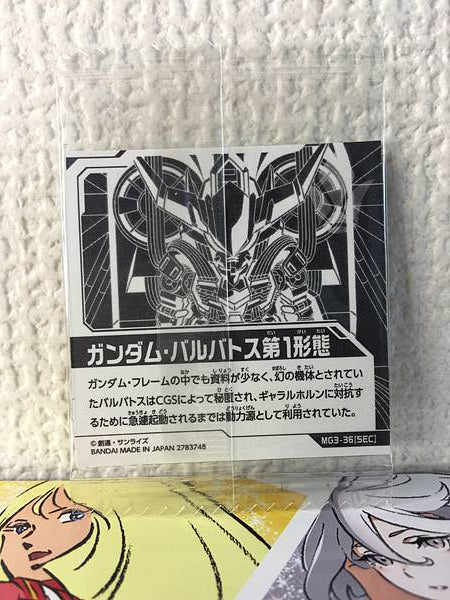 ガンダム・バルバトス第1形態
ガンダム・フレームの中でも資料が少なく、幻の機体とされてい
たバルバトスはCGSによって秘匿され、ギャラルホルンに対抗す
るために急遽起動されるまでは動力源として利用されていた。
© 創通・サンライズ
BANDAI MADE IN JAPAN 2783748
MG3-36[SEC]